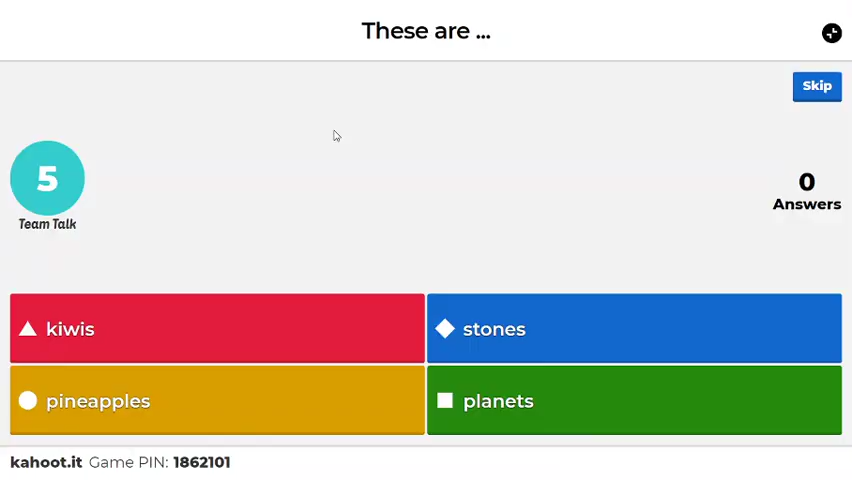 These are ...
Skip
5
Team Talk
0
Answers
kiwis
stones
pineapples
planets
kahoot.it Game PIN: 1862101